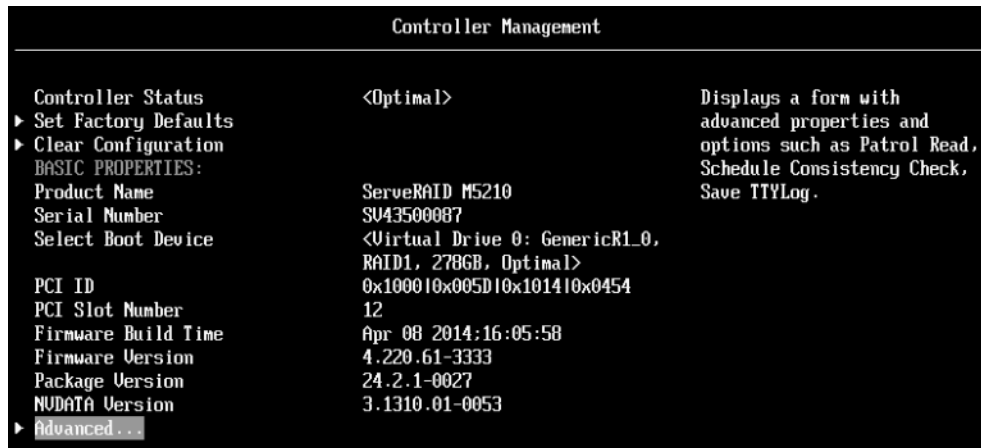 Controller Management
Controller Status <Optimal>
Set Factory Defaults
Clear Configuration
BASIC PROPERTIES:
Product Name ServeRAID M5210
Serial Number SV43500087
Select Boot Device <Virtual Drive 0: GenericR1_0,
RAID1, 278GB, Optimal>
PCI ID 0x1000|0x005D|0x1014|0x0454
PCI Slot Number 12
Firmware Build Time Apr 08 2014;16:05:58
Firmware Version 4.220.61-3333
Package Version 24.2.1-0027
NVDATA Version 3.1310.01-0053
Advanced...
Displays a form with
advanced properties and
options such as Patrol Read,
Schedule Consistency Check,
Save TTYLog.